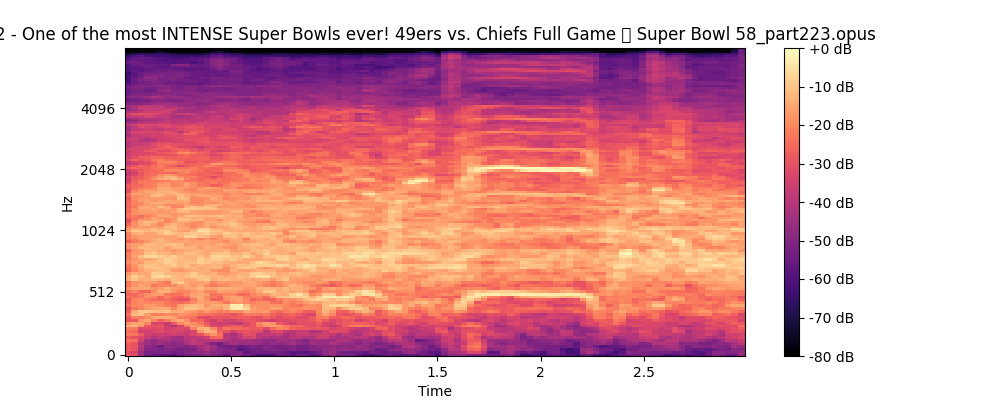 2 - One of the most INTENSE Super Bowls ever! 49ers vs. Chiefs Full Game Super Bowl 58_part223.opus
+0 dB
4096
-10 dB
-20 dB
2048
-30 dB
Hz
1024
-40 dB
-50 dB
512
-60 dB
-70 dB
0
-80 dB
0 0.5 1 1.5 2 2.5
Time